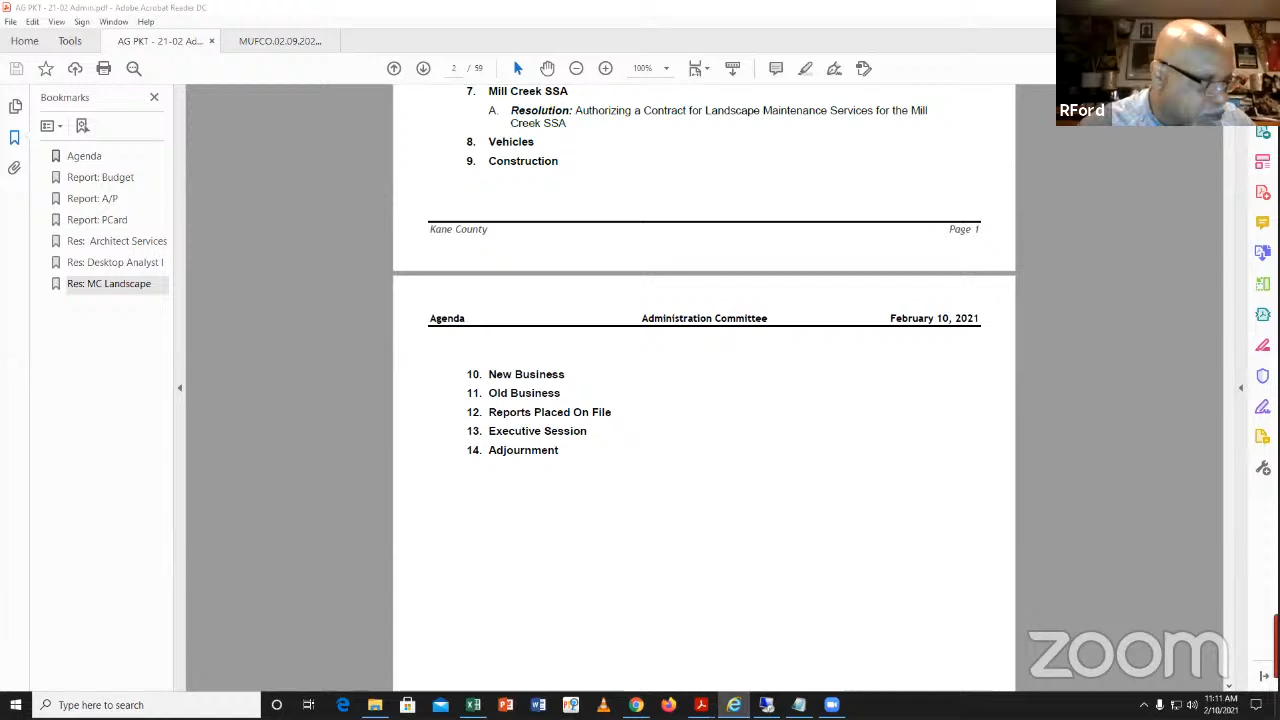 AG PKT - 21-02 Admin.pdf - Adobe Acrobat Reader DC
File Edit View Sign Window Help
Home Tools AG PKT - 21-02 Ad... × MUFCO.02.09.202...
2 / 59 100%
Bookmarks
Agenda
Report: Budget
Report: A/P
Report: PCard
Res: Architect Services
Res: Desktop Analyst I
Res: MC Landscape
7. Mill Creek SSA
A. Resolution: Authorizing a Contract for Landscape Maintenance Services for the Mill
Creek SSA
8. Vehicles
9. Construction
Kane County Page 1
Agenda Administration Committee February 10, 2021
10. New Business
11. Old Business
12. Reports Placed On File
13. Executive Session
14. Adjournment
RFord
zoom
Type here to search
11:11 AM
2/10/2021